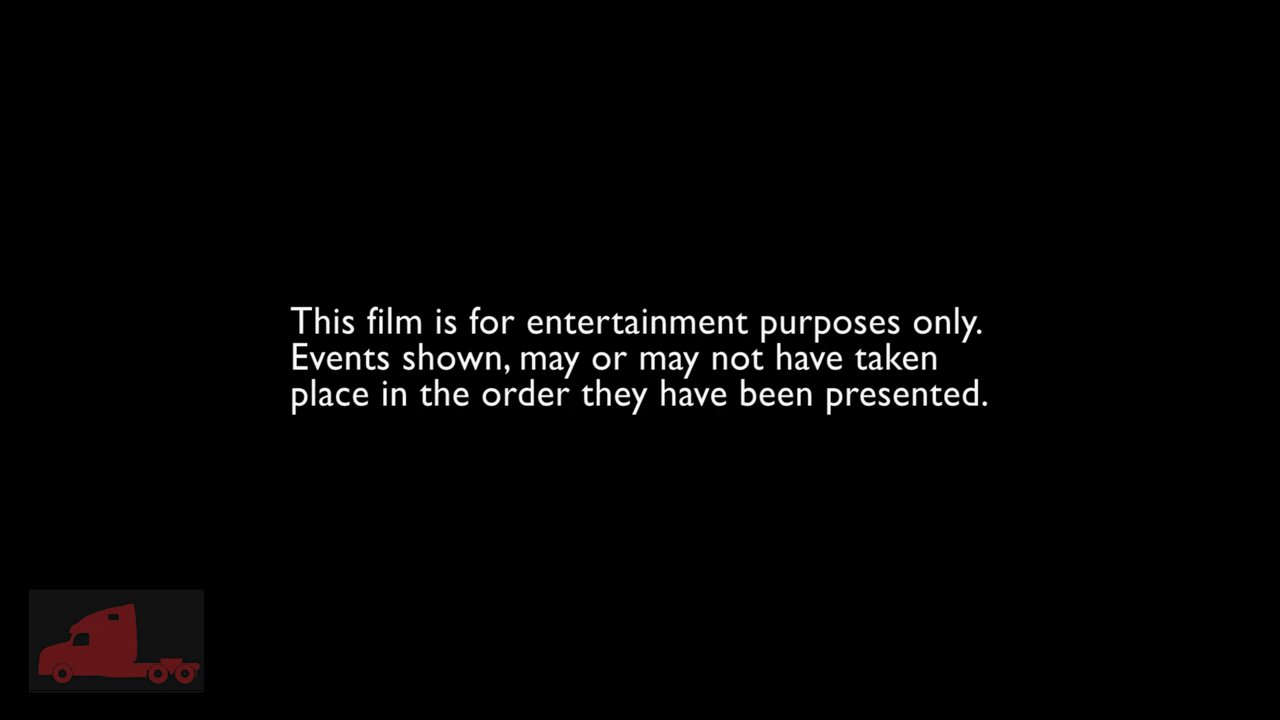 This film is for entertainment purposes only.
Events shown, may or may not have taken
place in the order they have been presented.